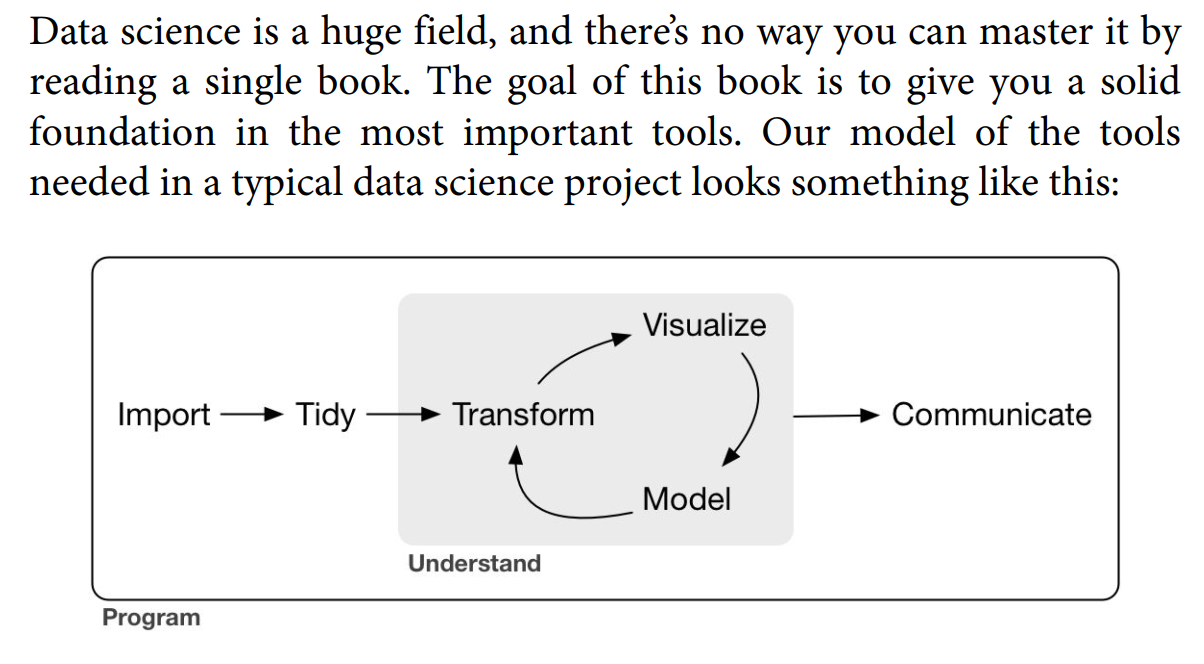 Data science is a huge field, and there’s no way you can master it by
reading a single book. The goal of this book is to give you a solid
foundation in the most important tools. Our model of the tools
needed in a typical data science project looks something like this:
Visualize
Import Tidy Transform Communicate
Model
Understand
Program